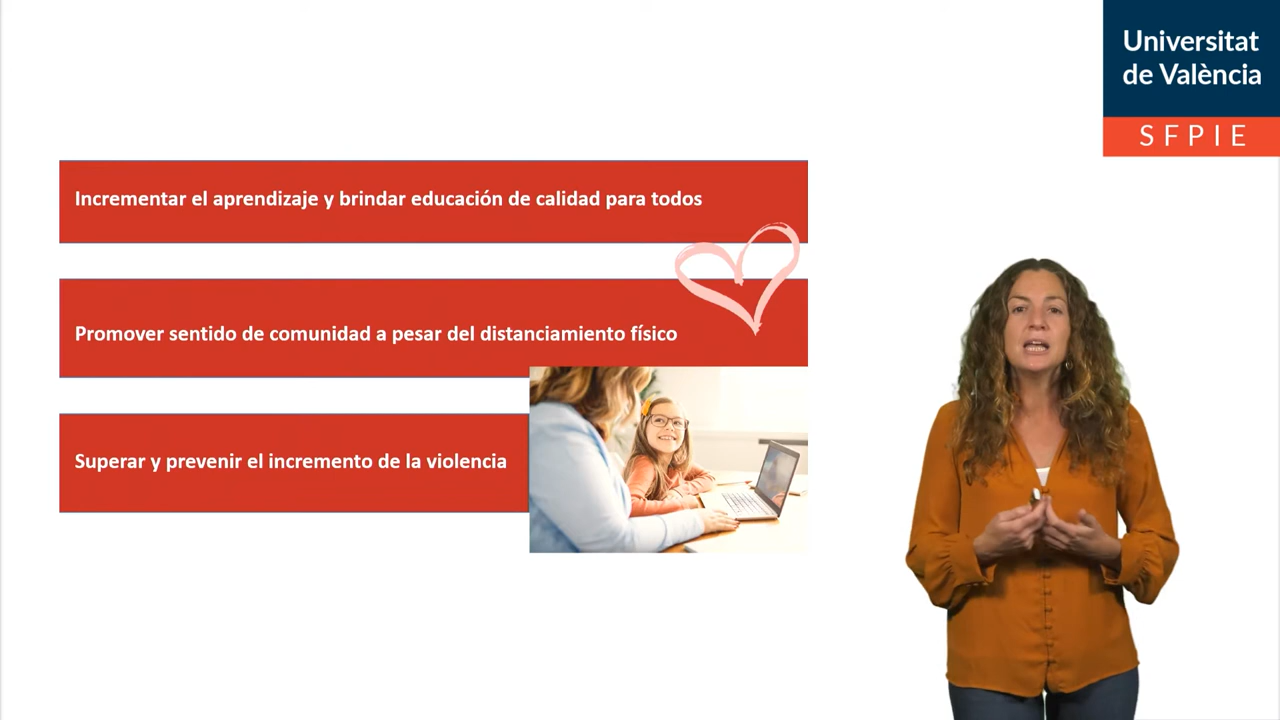 Universitat
de València
SFPIE
Incrementar el aprendizaje y brindar educación de calidad para todos
Promover sentido de comunidad a pesar del distanciamiento físico
Superar y prevenir el incremento de la violencia